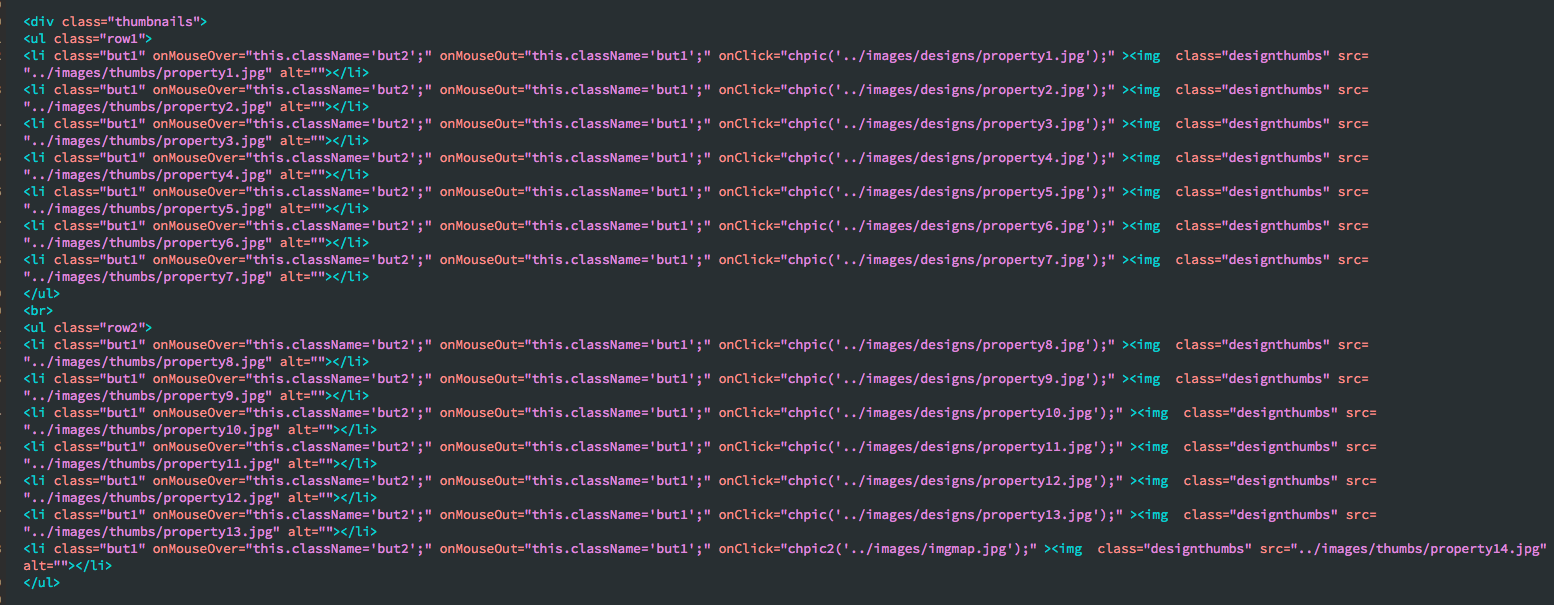 <div class="thumbnails">
<ul class="row1">
<li class="but1" onMouseOver="this.className='but2';" onMouseOut="this.className='but1';" onClick="chpic('../images/designs/property1.jpg');" ><img  class="designthumbs" src=
"../images/thumbs/property1.jpg" alt=""></li>
<li class="but1" onMouseOver="this.className='but2';" onMouseOut="this.className='but1';" onClick="chpic('../images/designs/property2.jpg');" ><img  class="designthumbs" src=
"../images/thumbs/property2.jpg" alt=""></li>
<li class="but1" onMouseOver="this.className='but2';" onMouseOut="this.className='but1';" onClick="chpic('../images/designs/property3.jpg');" ><img  class="designthumbs" src=
"../images/thumbs/property3.jpg" alt=""></li>
<li class="but1" onMouseOver="this.className='but2';" onMouseOut="this.className='but1';" onClick="chpic('../images/designs/property4.jpg');" ><img  class="designthumbs" src=
"../images/thumbs/property4.jpg" alt=""></li>
<li class="but1" onMouseOver="this.className='but2';" onMouseOut="this.className='but1';" onClick="chpic('../images/designs/property5.jpg');" ><img  class="designthumbs" src=
"../images/thumbs/property5.jpg" alt=""></li>
<li class="but1" onMouseOver="this.className='but2';" onMouseOut="this.className='but1';" onClick="chpic('../images/designs/property6.jpg');" ><img  class="designthumbs" src=
"../images/thumbs/property6.jpg" alt=""></li>
<li class="but1" onMouseOver="this.className='but2';" onMouseOut="this.className='but1';" onClick="chpic('../images/designs/property7.jpg');" ><img  class="designthumbs" src=
"../images/thumbs/property7.jpg" alt=""></li>
</ul>
<br>
<ul class="row2">
<li class="but1" onMouseOver="this.className='but2';" onMouseOut="this.className='but1';" onClick="chpic('../images/designs/property8.jpg');" ><img  class="designthumbs" src=
"../images/thumbs/property8.jpg" alt=""></li>
<li class="but1" onMouseOver="this.className='but2';" onMouseOut="this.className='but1';" onClick="chpic('../images/designs/property9.jpg');" ><img  class="designthumbs" src=
"../images/thumbs/property9.jpg" alt=""></li>
<li class="but1" onMouseOver="this.className='but2';" onMouseOut="this.className='but1';" onClick="chpic('../images/designs/property10.jpg');" ><img  class="designthumbs" src=
"../images/thumbs/property10.jpg" alt=""></li>
<li class="but1" onMouseOver="this.className='but2';" onMouseOut="this.className='but1';" onClick="chpic('../images/designs/property11.jpg');" ><img  class="designthumbs" src=
"../images/thumbs/property11.jpg" alt=""></li>
<li class="but1" onMouseOver="this.className='but2';" onMouseOut="this.className='but1';" onClick="chpic('../images/designs/property12.jpg');" ><img  class="designthumbs" src=
"../images/thumbs/property12.jpg" alt=""></li>
<li class="but1" onMouseOver="this.className='but2';" onMouseOut="this.className='but1';" onClick="chpic('../images/designs/property13.jpg');" ><img  class="designthumbs" src=
"../images/thumbs/property13.jpg" alt=""></li>
<li class="but1" onMouseOver="this.className='but2';" onMouseOut="this.className='but1';" onClick="chpic2('../images/imgmap.jpg');" ><img  class="designthumbs" src="../images/thumbs/property14.jpg"
alt=""></li>
</ul>